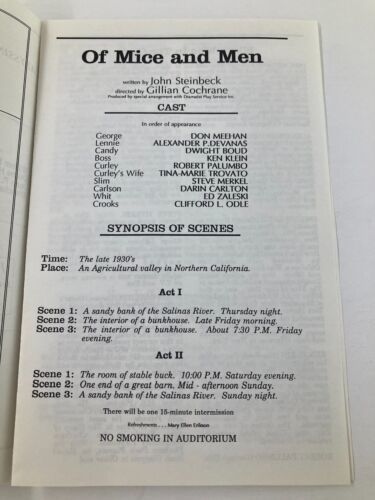 Of Mice and Men
written by John Steinbeck
directed by Gillian Cochrane
Produced by special arrangement with Dramatist Play Service Inc.
CAST
In order of appearance
George DON MEEHAN
Lennie ALEXANDER P.DEVANAS
Candy DWIGHT BOUD
Boss KEN KLEIN
Curley ROBERT PALUMBO
Curley's Wife TINA-MARIE TROVATO
Slim STEVE MERKEL
Carlson DARIN CARLTON
Whit ED ZALESKI
Crooks CLIFFORD L. ODLE
SYNOPSIS OF SCENES
Time: The late 1930's
Place: An Agricultural valley in Northern California.
Act I
Scene 1: A sandy bank of the Salinas River. Thursday night.
Scene 2: The interior of a bunkhouse. Late Friday morning.
Scene 3: The interior of a bunkhouse. About 7:30 P.M. Friday
evening.
Act II
Scene 1: The room of stable buck. 10:00 P.M. Saturday evening.
Scene 2: One end of a great barn. Mid - afternoon Sunday.
Scene 3: A sandy bank of the Salinas River. Sunday night.
There will be one 15-minute intermission
Refreshments . . . Mary Ellen
NO SMOKING IN AUDITORIUM